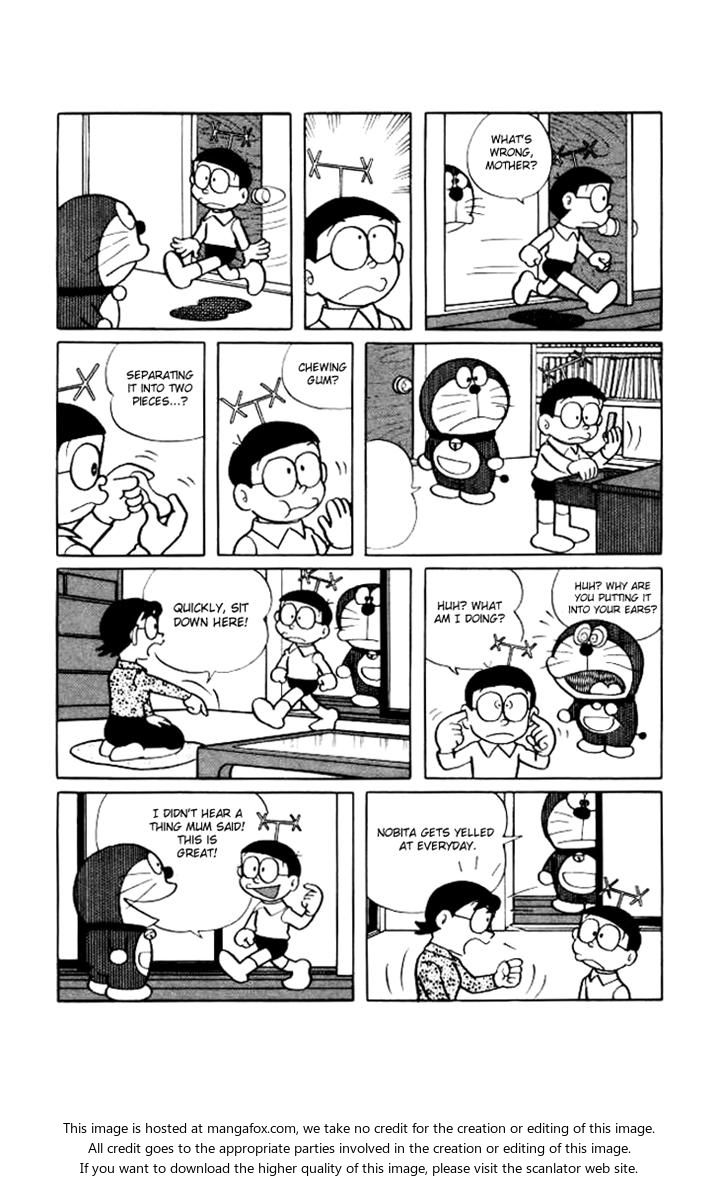 WHAT'S
WRONG,
MOTHER?
CHEWING
GUM?
SEPARATING
IT INTO TWO
PIECES...?
HUH? WHY ARE
YOU PUTTING IT
INTO YOUR EARS?
HUH? WHAT
AM I DOING?
QUICKLY, SIT
DOWN HERE!
NOBITA GETS YELLED
AT EVERYDAY.
I DIDN'T HEAR A
THING MUM SAID!
THIS IS
GREAT!
This image is hosted at mangafox.com, we take no credit for the creation or editing of this image.
All credit goes to the appropriate parties involved in the creation or editing of this image.
If you want to download the higher quality of this image, please visit the scanlator web site.